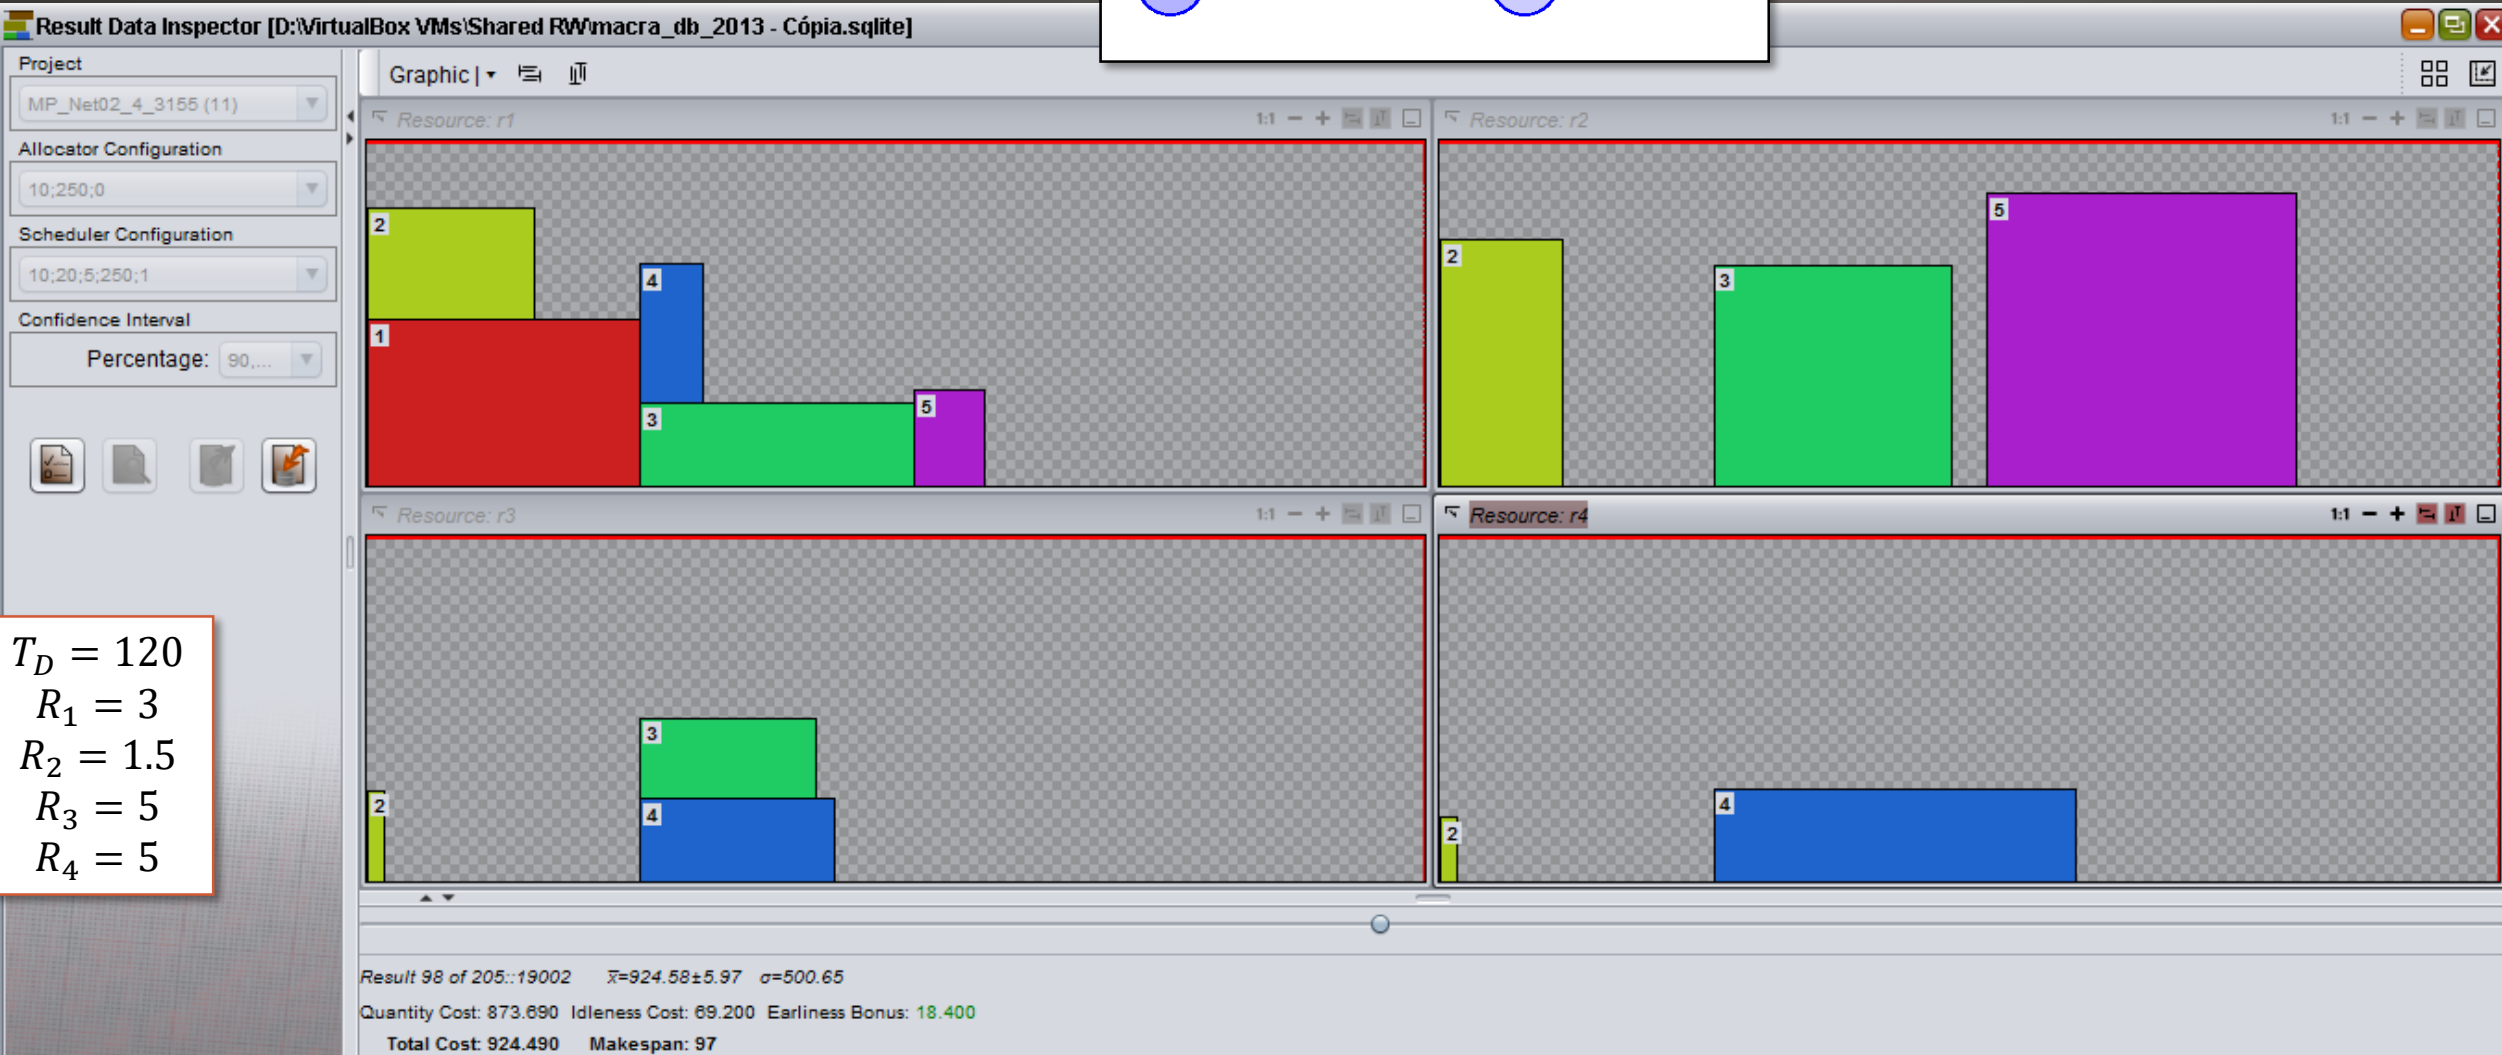 Result Data Inspector [D:\VirtualBox VMs\Shared RW\macra_db_2013 - Cópia.sqlite]
Project
MP_Net02_4_3155 (11)
Allocator Configuration
10;250;0
Scheduler Configuration
10;20;5;250;1
Confidence Interval
Percentage: 90,...
Graphic |
Resource: r1 1:1
2
1
4
3
5
Resource: r2 1:1
2
3
5
Resource: r3 1:1
2
3
4
Resource: r4 1:1
2
4
T_D = 120
R_1 = 3
R_2 = 1.5
R_3 = 5
R_4 = 5
Result 98 of 205::19002 x̄=924.58±5.97 σ=500.65
Quantity Cost: 873.690 Idleness Cost: 69.200 Earliness Bonus: 18.400
Total Cost: 924.490 Makespan: 97